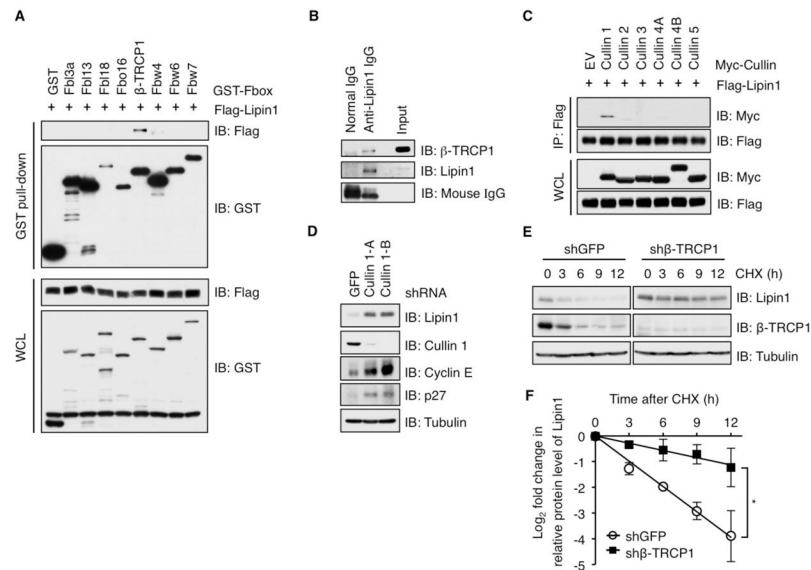 A
GST
Fbl3a
Fbl13
Fbl18
Fbo16
β-TRCP1
Fbw4
Fbw6
Fbw7
GST-Fbox
+ + + + + + + + + Flag-Lipin1
GST pull-down
IB: Flag
IB: GST
WCL
IB: Flag
IB: GST
B
Normal IgG
Anti-Lipin1 IgG
Input
IB: β-TRCP1
IB: Lipin1
IB: Mouse IgG
C
EV
Cullin 1
Cullin 2
Cullin 3
Cullin 4A
Cullin 4B
Cullin 5
Myc-Cullin
+ + + + + + + Flag-Lipin1
IP: Flag
IB: Myc
IB: Flag
WCL
IB: Myc
IB: Flag
D
GFP
Cullin 1-A
Cullin 1-B
shRNA
IB: Lipin1
IB: Cullin 1
IB: Cyclin E
IB: p27
IB: Tubulin
E
shGFP shβ-TRCP1
0 3 6 9 12 0 3 6 9 12 CHX (h)
IB: Lipin1
IB: β-TRCP1
IB: Tubulin
F
Time after CHX (h)
0 3 6 9 12
Log2 fold change in
relative protein level of Lipin1
0
-1
-2
-3
-4
-5
*
shGFP
shβ-TRCP1